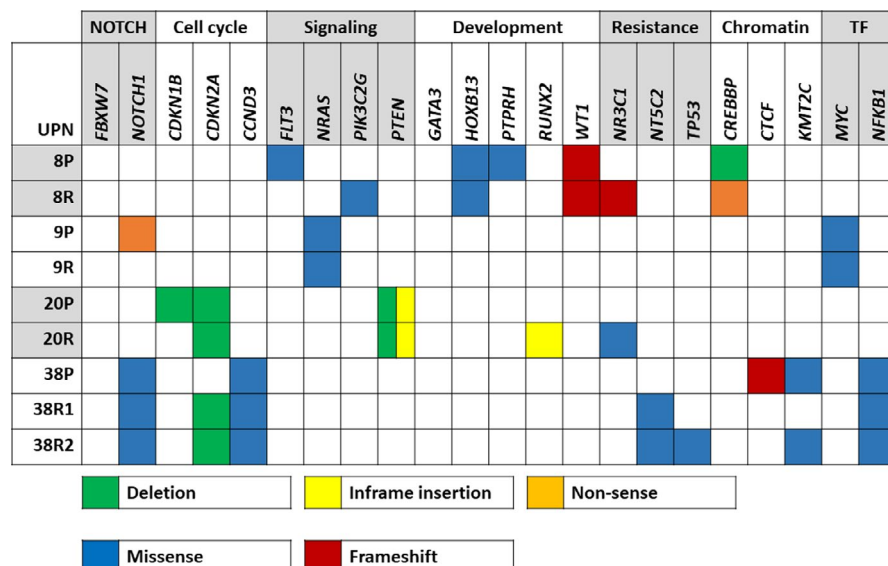 NOTCH Cell cycle Signaling Development Resistance Chromatin TF
UPN FBXW7 NOTCH1 CDKN1B CDKN2A CCND3 FLT3 NRAS PIK3C2G PTEN GATA3 HOXB13 PTPRH RUNX2 WT1 NR3C1 NT5C2 TP53 CREBBP CTCF KMT2C MYC NFKB1
8P
8R
9P
9R
20P
20R
38P
38R1
38R2
Deletion Inframe insertion Non-sense
Missense Frameshift